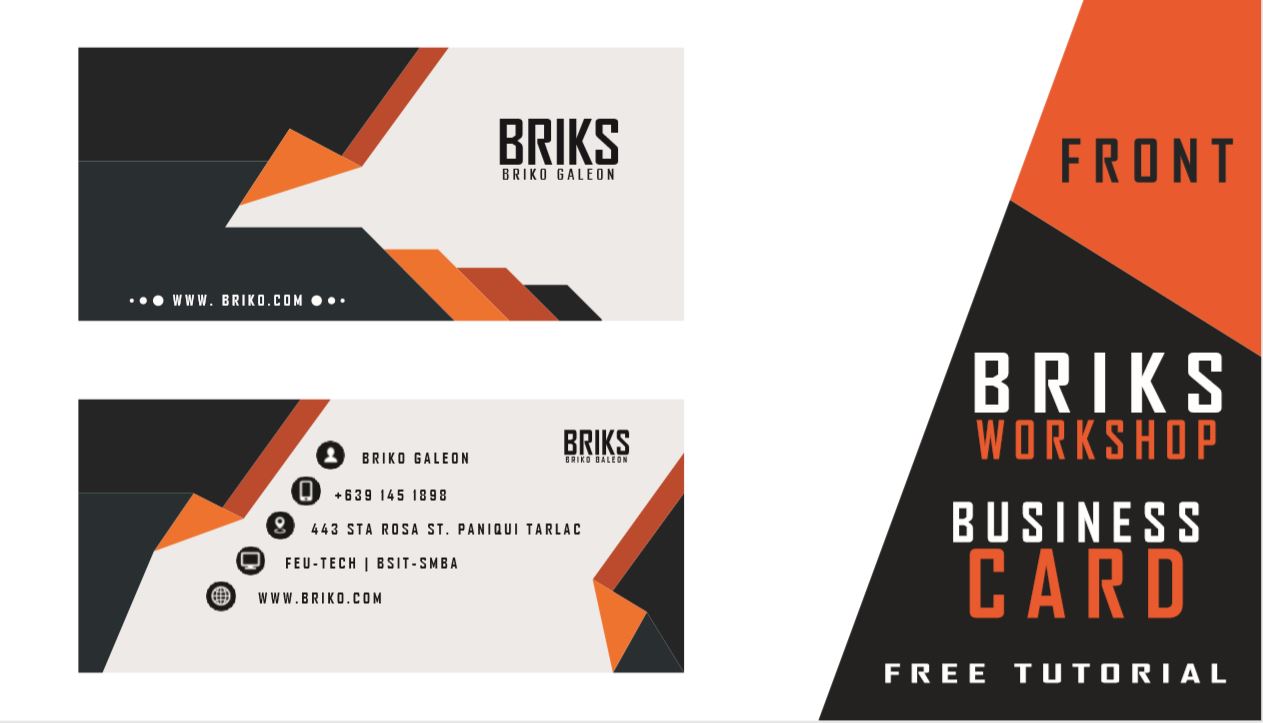 BRIKS
BRIKO GALEON
WWW. BRIKO.COM
BRIKS
BRIKO GALEON
BRIKO GALEON
+639 145 1898
443 STA ROSA ST. PANIQUI TARLAC
FEU-TECH | BSIT-SMBA
WWW.BRIKO.COM
FRONT
BRIKS
WORKSHOP
BUSINESS
CARD
FREE TUTORIAL